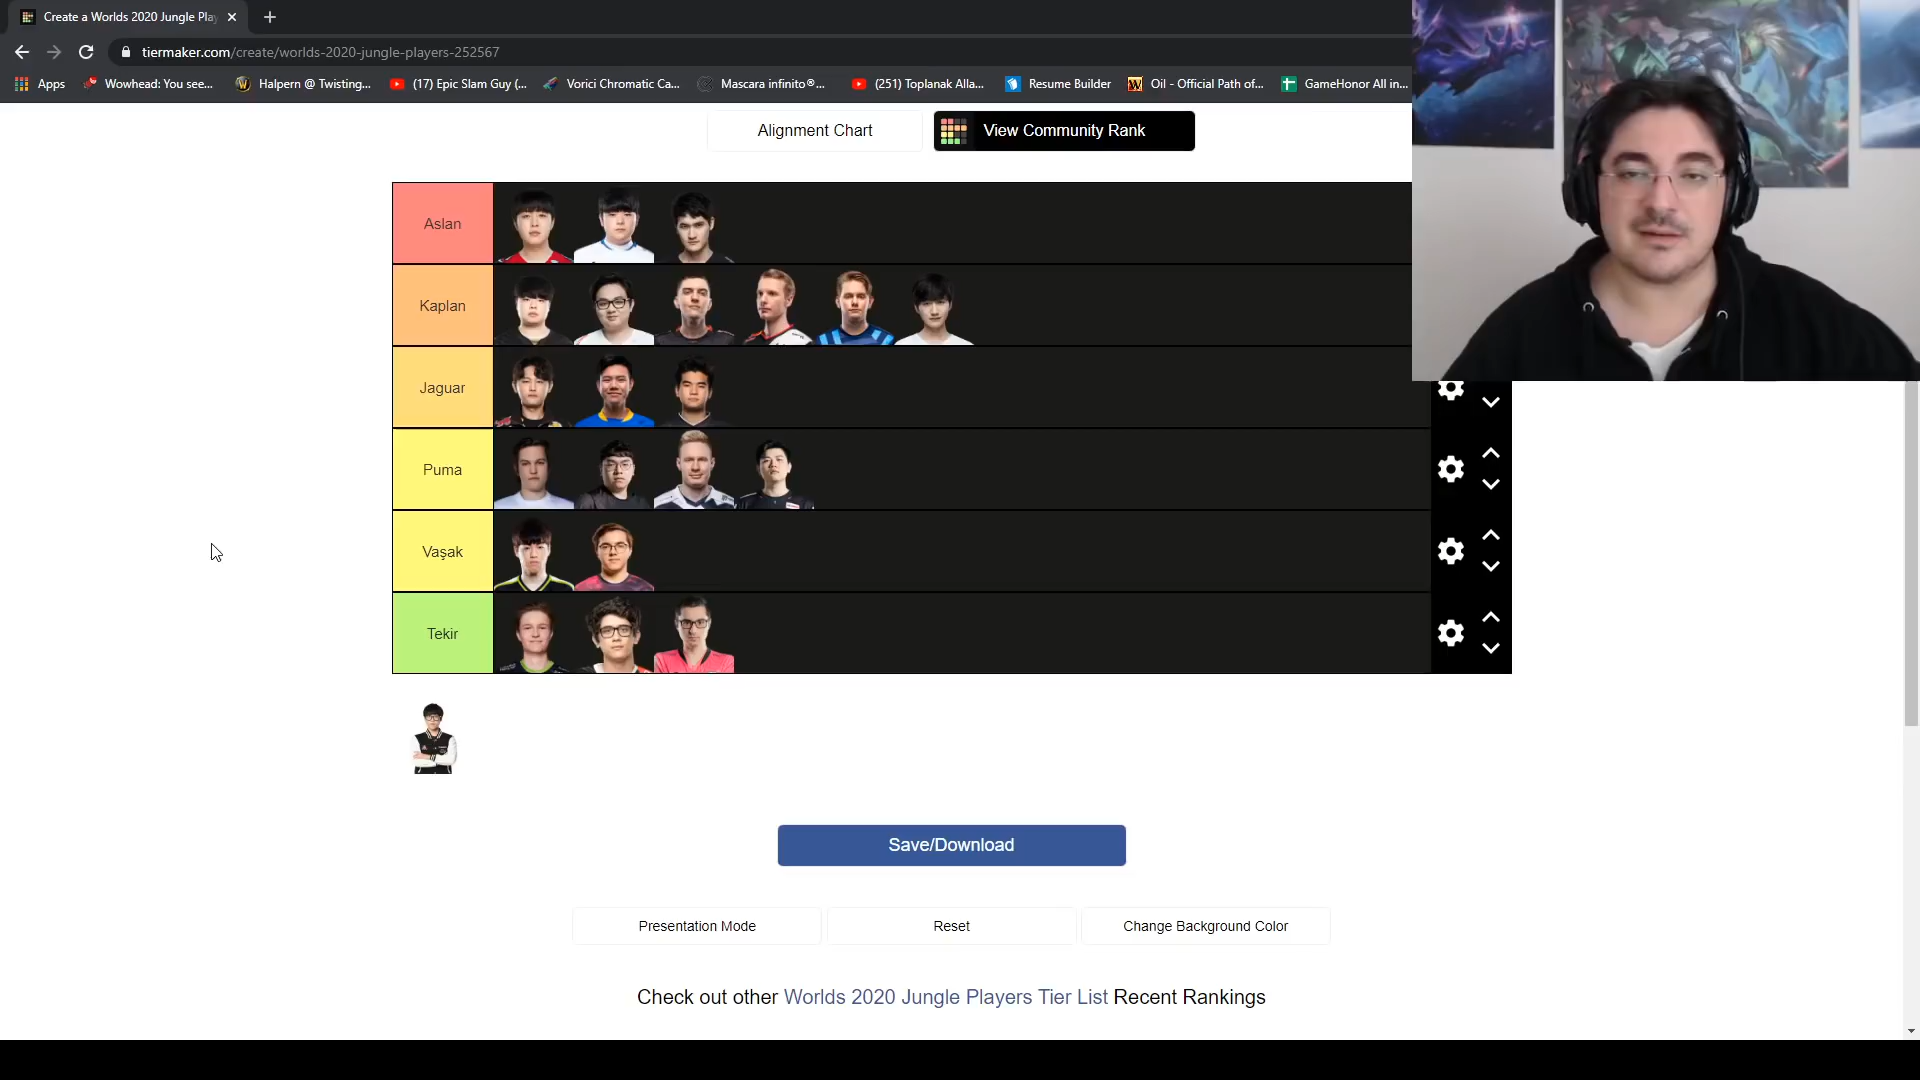 Create a Worlds 2020 Jungle Pla
tiermaker.com/create/worlds-2020-jungle-players-252567
Apps
Wowhead: You see...
Halpern @ Twisting...
(17) Epic Slam Guy (...
Vorici Chromatic Ca...
Mascara infinito®...
(251) Toplanak Alla...
Resume Builder
Oil - Official Path of...
GameHonor All in...
Alignment Chart
View Community Rank
Aslan
Kaplan
Jaguar
Puma
Vaşak
Tekir
Save/Download
Presentation Mode
Reset
Change Background Color
Check out other Worlds 2020 Jungle Players Tier List Recent Rankings